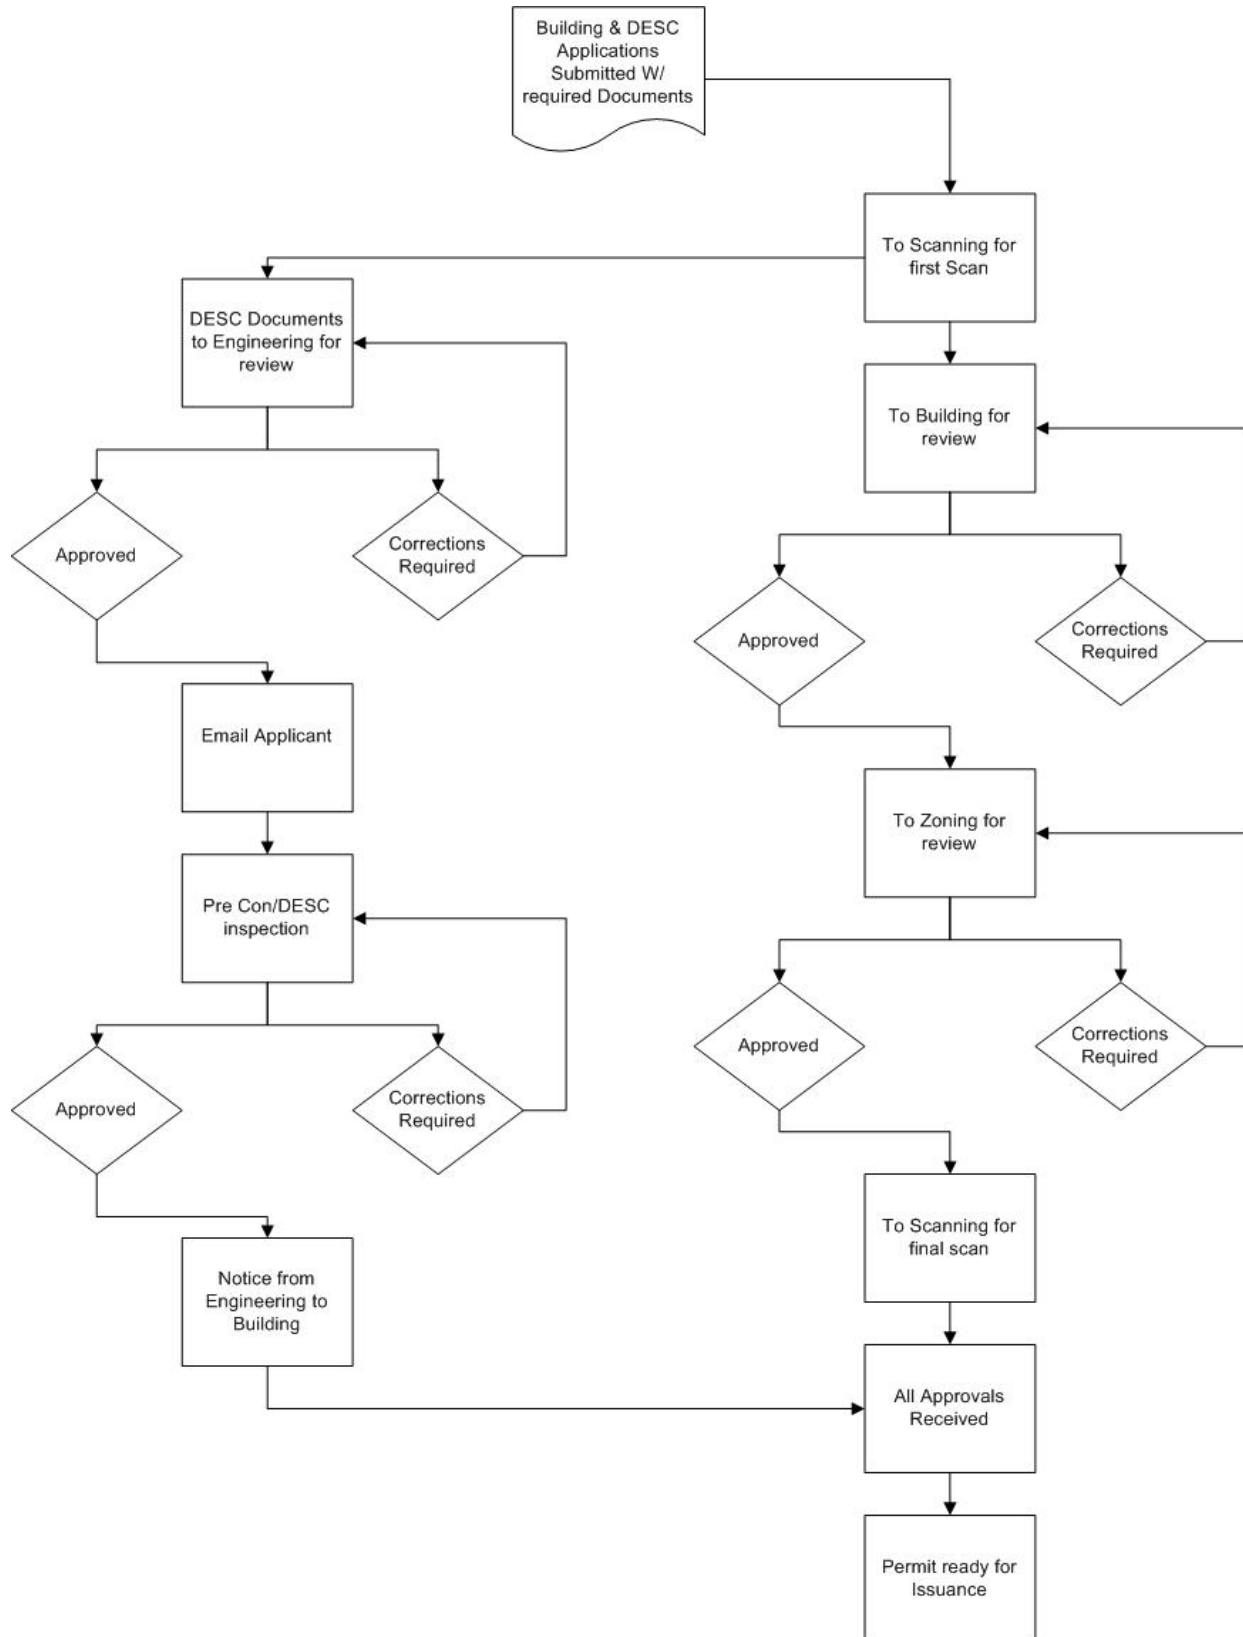 Building & DESC
Applications
Submitted W/
required Documents
To Scanning for
first Scan
DESC Documents
to Engineering for
review
To Building for
review
Approved
Corrections
Required
Approved
Corrections
Required
Email Applicant
To Zoning for
review
Pre Con/DESC
inspection
Approved
Corrections
Required
Approved
Corrections
Required
To Scanning for
final scan
Notice from
Engineering to
Building
All Approvals
Received
Permit ready for
Issuance